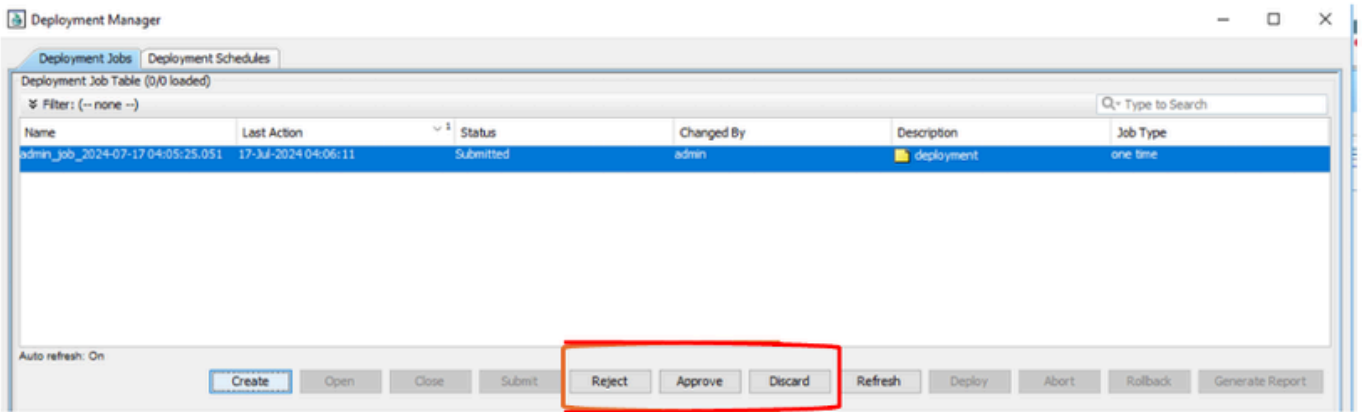 Deployment Manager
Deployment Jobs Deployment Schedules
Deployment Job Table (0/0 loaded)
Filter: (-- none --) Type to Search
Name Last Action 1 Status Changed By Description Job Type
admin_job_2024-07-17 04:05:25.051 17-Jul-2024 04:06:11 Submitted admin deployment one time
Auto refresh: On
Create Open Close Submit Reject Approve Discard Refresh Deploy Abort Rollback Generate Report